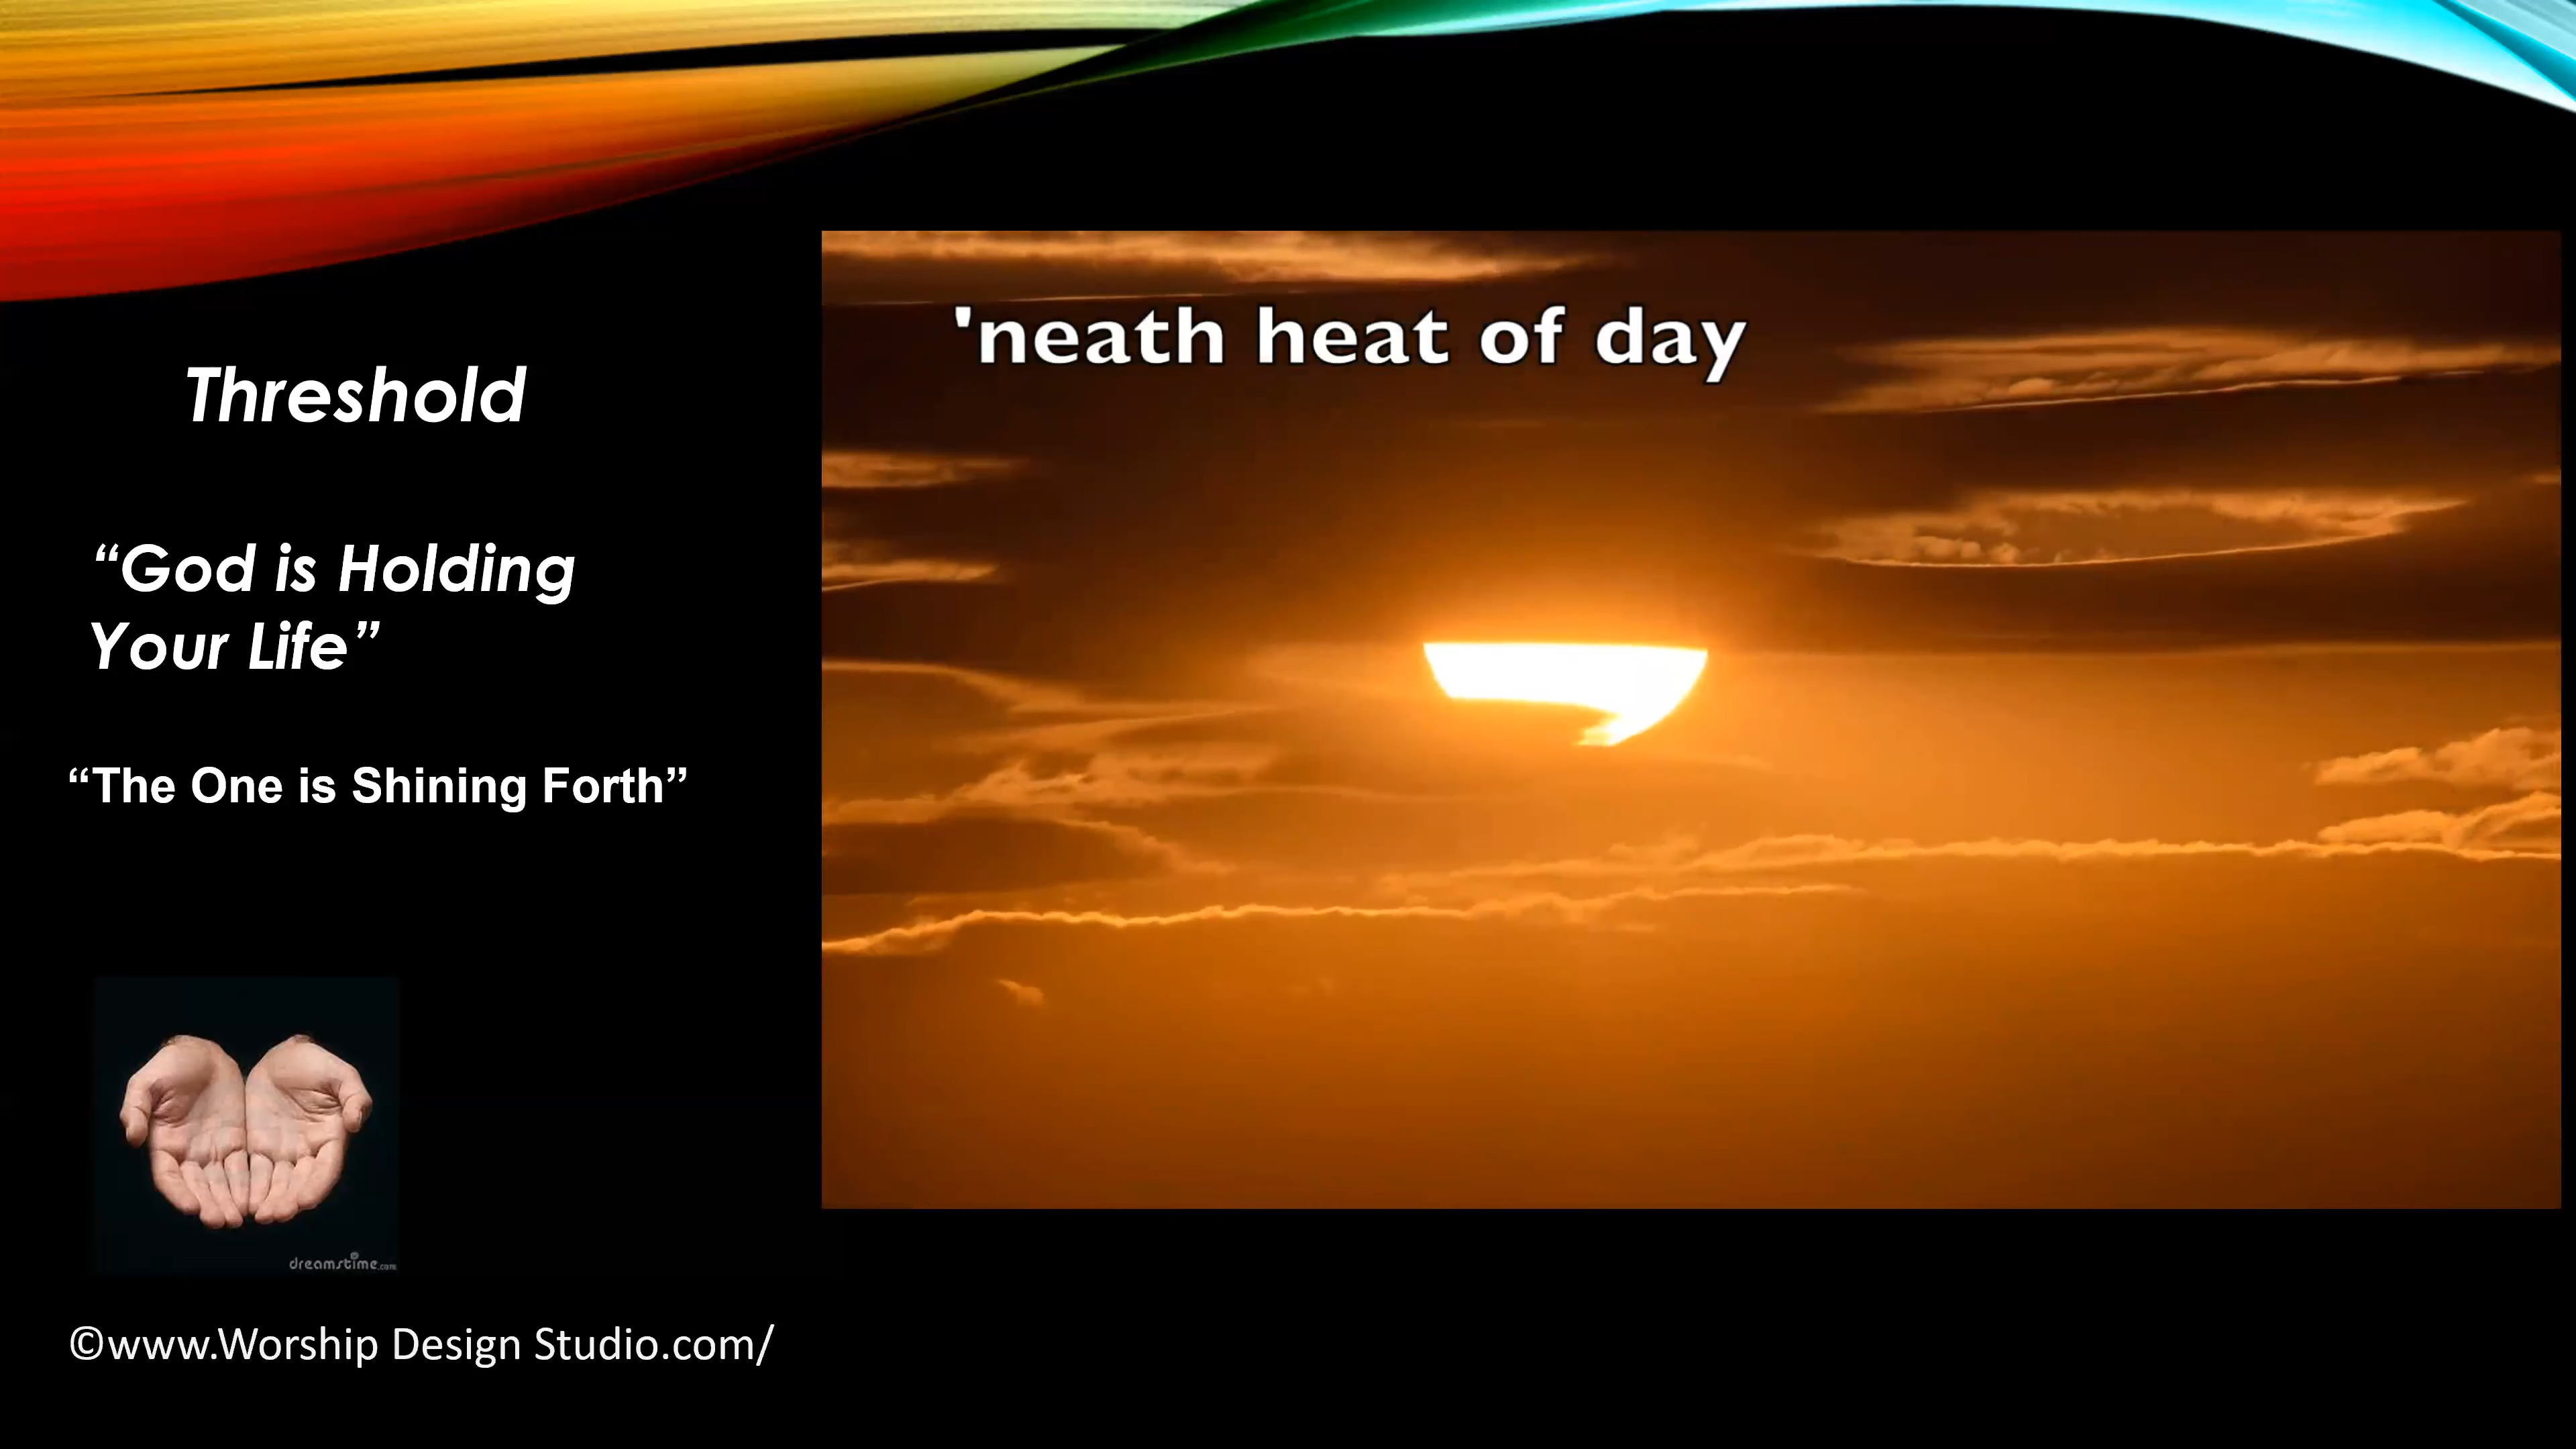 'neath heat of day
Threshold
“God is Holding
Your Life”
“The One is Shining Forth”
dreamstime.com
©www.Worship Design Studio.com/